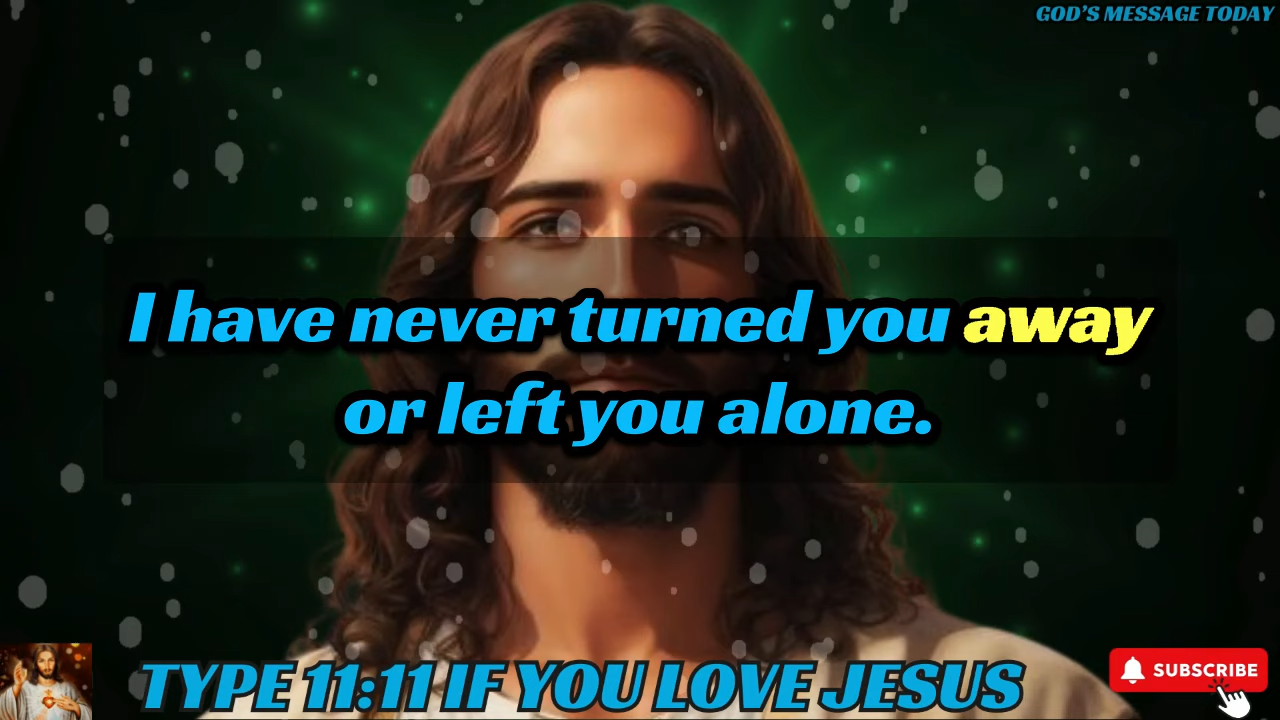 GOD'S MESSAGE TODAY
I have never turned you away
or left you alone.
TYPE 11:11 IF YOU LOVE JESUS
SUBSCRIBE